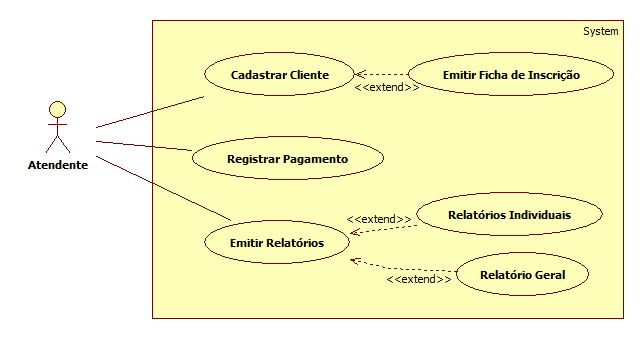 System
Cadastrar Cliente
Emitir Ficha de Inscrição
<<extend>>
Atendente
Registrar Pagamento
Relatórios Individuais
<<extend>>
Emitir Relatórios
Relatório Geral
<<extend>>